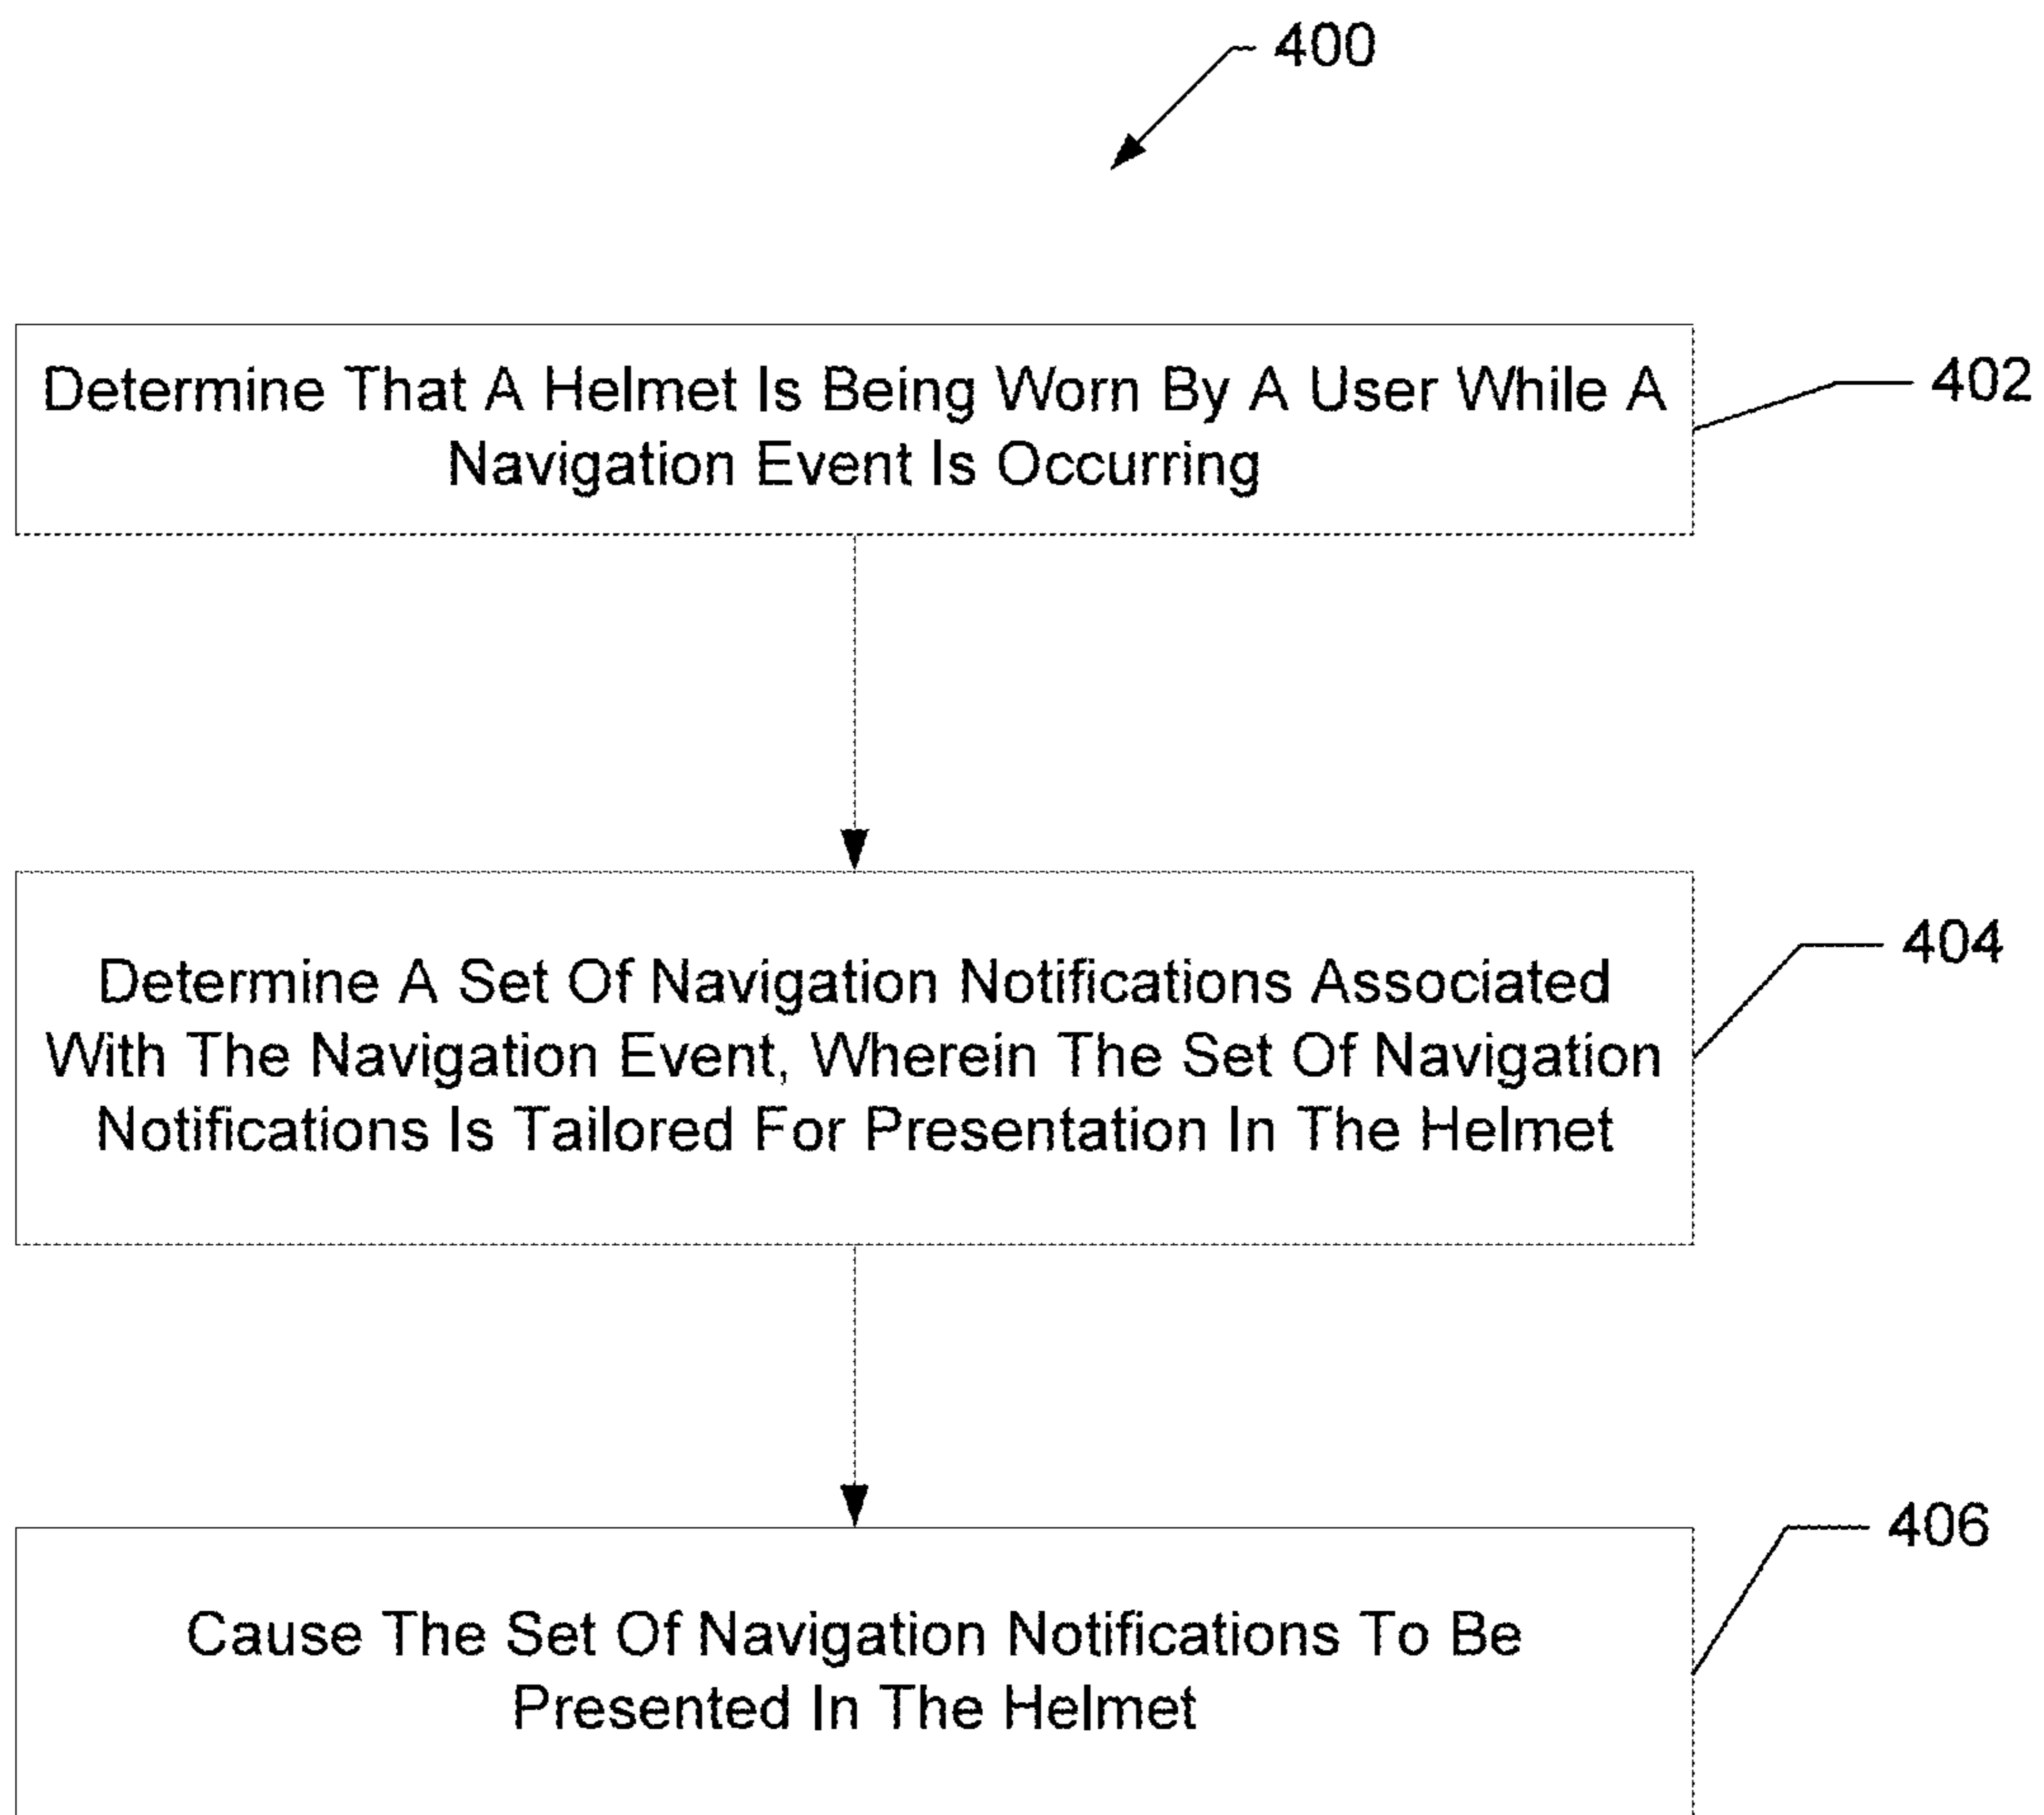 400
Determine That A Helmet Is Being Worn By A User While A
Navigation Event Is Occurring
402
Determine A Set Of Navigation Notifications Associated
With The Navigation Event, Wherein The Set Of Navigation
Notifications Is Tailored For Presentation In The Helmet
404
Cause The Set Of Navigation Notifications To Be
Presented In The Helmet
406